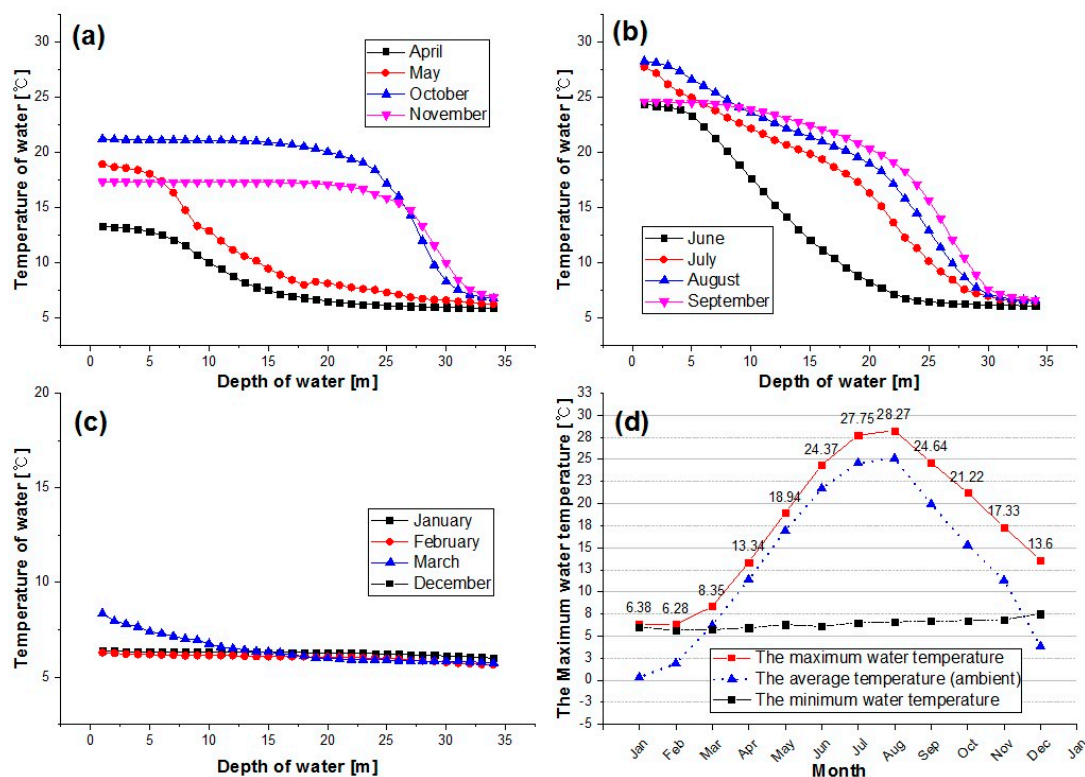 (a)
Temperature of water [℃]
30
25
20
15
10
5
April
May
October
November
0
5
10
15
20
25
30
35
Depth of water [m]
(b)
Temperature of water [℃]
30
25
20
15
10
5
June
July
August
September
0
5
10
15
20
25
30
35
Depth of water [m]
(c)
Temperature of water [℃]
20
15
10
5
January
February
March
December
0
5
10
15
20
25
30
35
Depth of water [m]
(d)
The Maximum water temperature [℃]
33
30
28
25
23
20
18
15
13
10
8
5
3
0
-3
-5
6.38
6.28
8.35
13.34
18.94
24.37
27.75
28.27
24.64
21.22
17.33
13.6
The maximum water temperature
The average temperature (ambient)
The minimum water temperature
Jan
Feb
Mar
Apr
May
Jun
Jul
Aug
Sep
Oct
Nov
Dec
Jan
Month